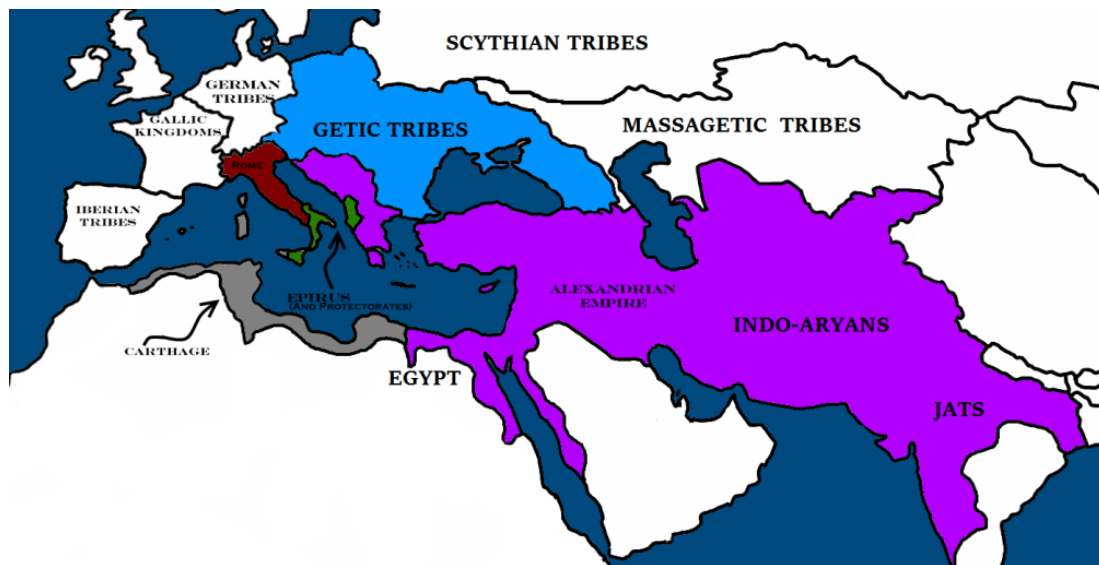 SCYTHIAN TRIBES
GERMAN
TRIBES
GALLIC
KINGDOMS
GETIC TRIBES
MASSAGETIC TRIBES
ROME
IBERIAN
TRIBES
EPIRUS
(AND PROTECTORATES)
ALEXANDRIAN
EMPIRE
INDO-ARYANS
CARTHAGE
EGYPT
JATS